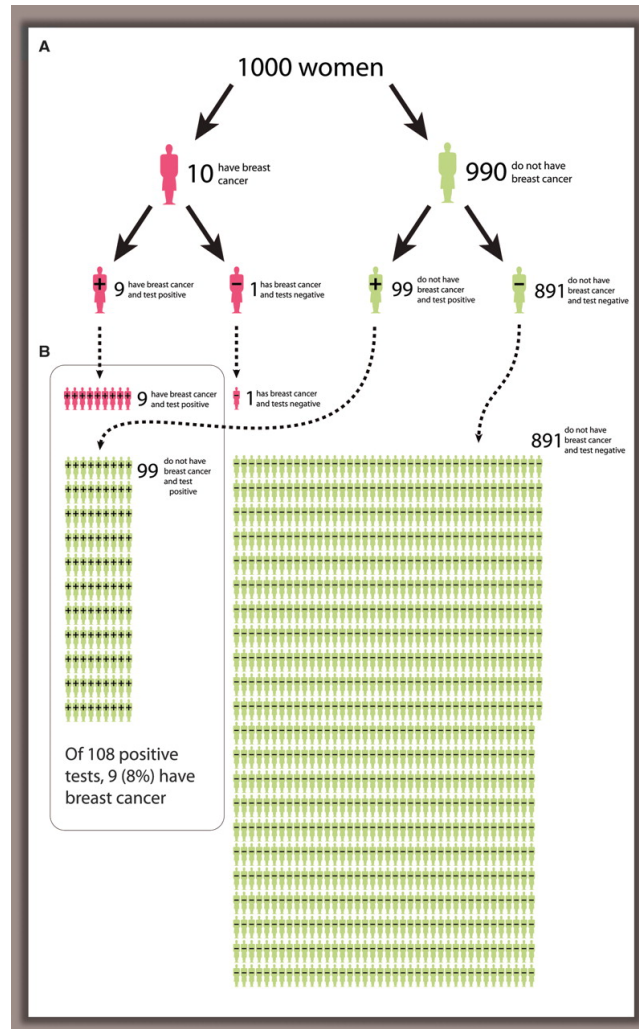 A
1000 women
10 have breast
cancer
990 do not have
breast cancer
+
9 have breast cancer
and test positive
−
1 has breast cancer
and tests negative
+
99 do not have
breast cancer
and test positive
−
891 do not have
breast cancer
and test negative
B
9 have breast cancer
and test positive
1 has breast cancer
and tests negative
99 do not have
breast cancer
and test
positive
891 do not have
breast cancer
and test negative
Of 108 positive
tests, 9 (8%) have
breast cancer